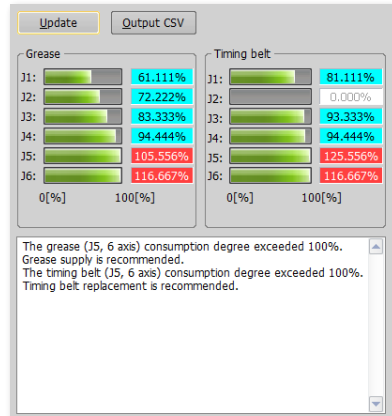 Update Output CSV
Grease Timing belt
J1: 61.111% J1: 81.111%
J2: 72.222% J2: 0.000%
J3: 83.333% J3: 93.333%
J4: 94.444% J4: 94.444%
J5: 105.556% J5: 125.556%
J6: 116.667% J6: 116.667%
0[%] 100[%] 0[%] 100[%]
The grease (J5, 6 axis) consumption degree exceeded 100%.
Grease supply is recommended.
The timing belt (J5, 6 axis) consumption degree exceeded 100%.
Timing belt replacement is recommended.